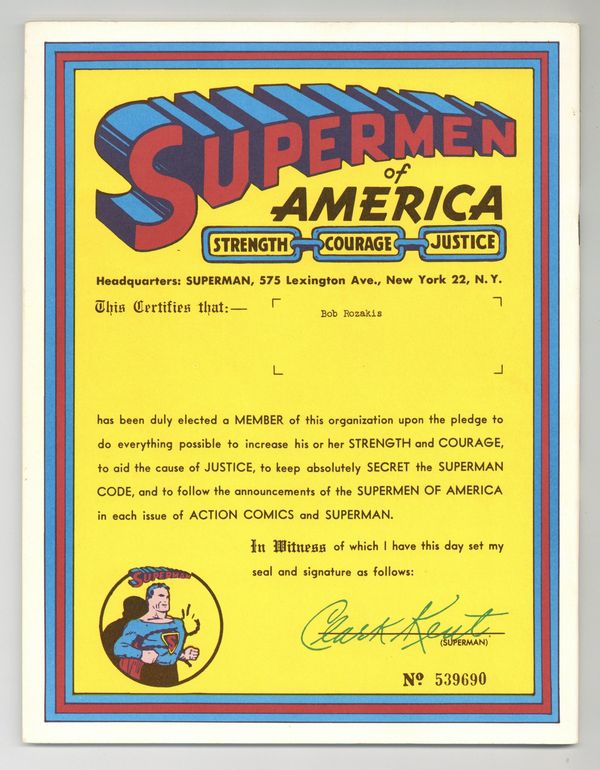 SUPERMEN
of
AMERICA
STRENGTH COURAGE JUSTICE
Headquarters: SUPERMAN, 575 Lexington Ave., New York 22, N. Y.
This Certifies that:—
Bob Rozakis
has been duly elected a MEMBER of this organization upon the pledge to
do everything possible to increase his or her STRENGTH and COURAGE,
to aid the cause of JUSTICE, to keep absolutely SECRET the SUPERMAN
CODE, and to follow the announcements of the SUPERMEN OF AMERICA
in each issue of ACTION COMICS and SUPERMAN.
In Witness of which I have this day set my
seal and signature as follows:
SUPERMAN
S
Clark Kent
(SUPERMAN)
Nº 539690